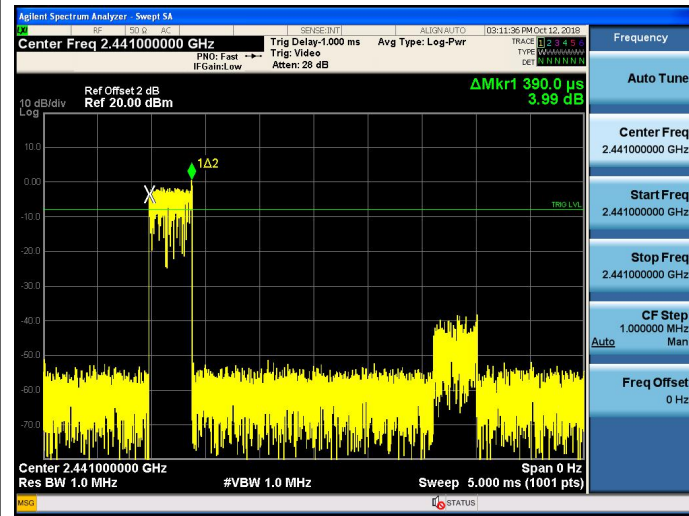 Agilent Spectrum Analyzer - Swept SA
LXI RF 50 Ω AC SENSE:INT ALIGN AUTO 03:11:36 PM Oct 12, 2018
Center Freq 2.441000000 GHz Trig Delay-1.000 ms Avg Type: Log-Pwr TRACE 1 2 3 4 5 6
PNO: Fast Trig: Video TYPE WWWWWW
IFGain:Low Atten: 28 dB DET N N N N N N
ΔMkr1 390.0 µs
3.99 dB
Ref Offset 2 dB
10 dB/div Ref 20.00 dBm
Log
10.0
0.00
-10.0
-20.0
-30.0
-40.0
-50.0
-60.0
-70.0
1Δ2
TRIG LVL
Center 2.441000000 GHz Span 0 Hz
Res BW 1.0 MHz #VBW 1.0 MHz Sweep 5.000 ms (1001 pts)
MSG STATUS
Frequency
Auto Tune
Center Freq
2.441000000 GHz
Start Freq
2.441000000 GHz
Stop Freq
2.441000000 GHz
CF Step
1.000000 MHz
Auto Man
Freq Offset
0 Hz